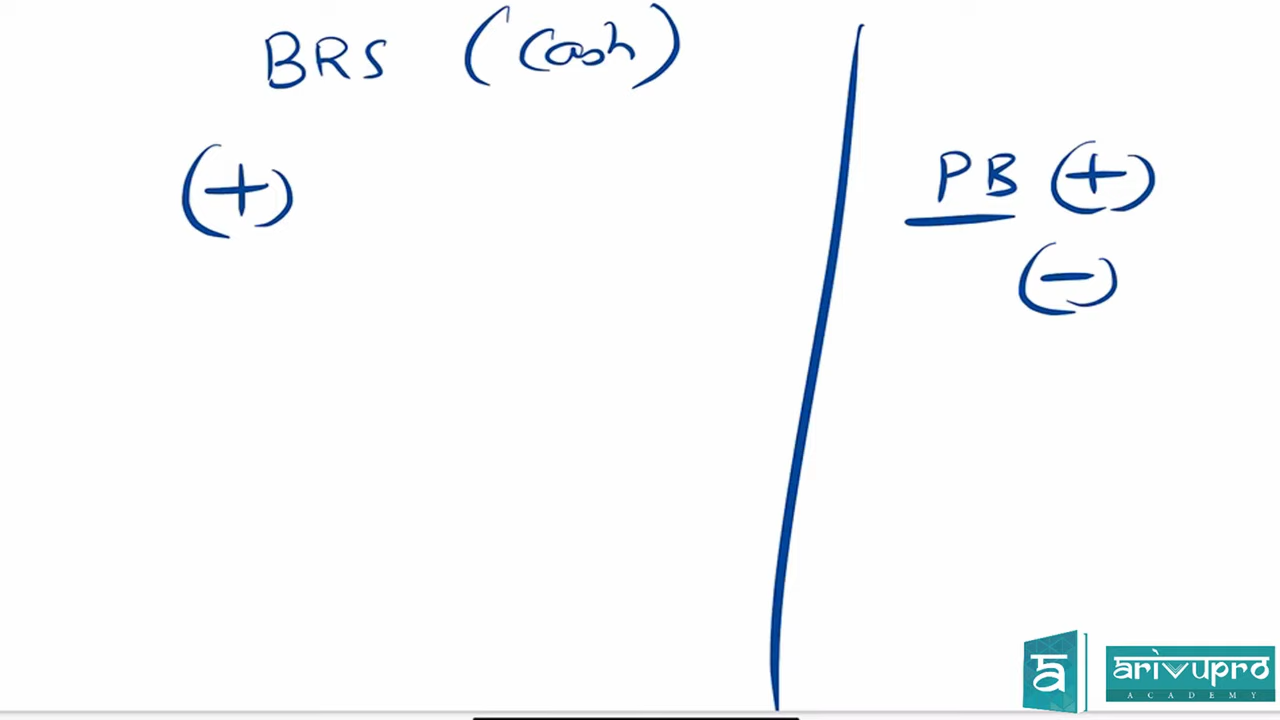 BRS (Cash)
(+)
PB (+)
(-)
a
arivupro
ACADEMY